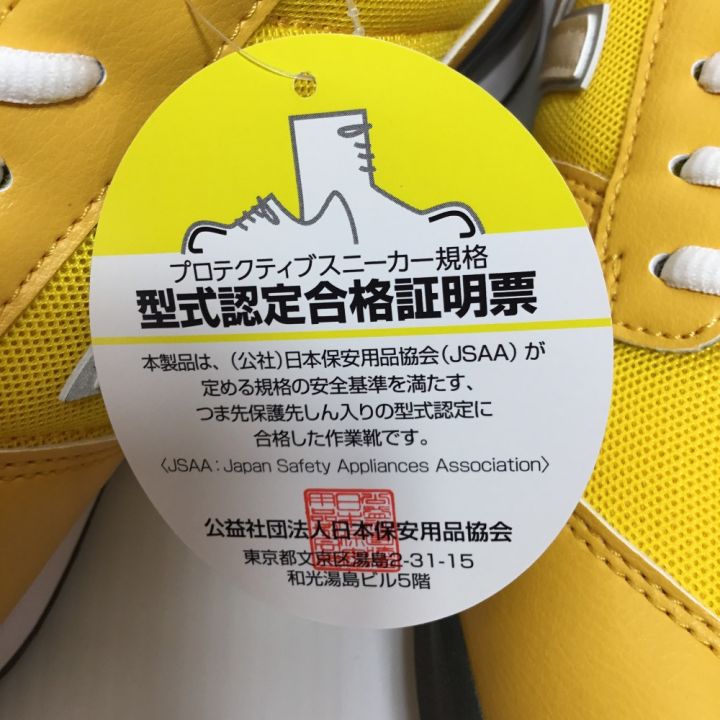 プロテクティブスニーカー規格
型式認定合格証明票
本製品は、(公社)日本保安用品協会(JSAA)が
定める規格の安全基準を満たす、
つま先保護先しん入りの型式認定に
合格した作業靴です。
〈JSAA:Japan Safety Appliances Association〉
公益社団法人日本保安用品協会
東京都文京区湯島2-31-15
和光湯島ビル5階